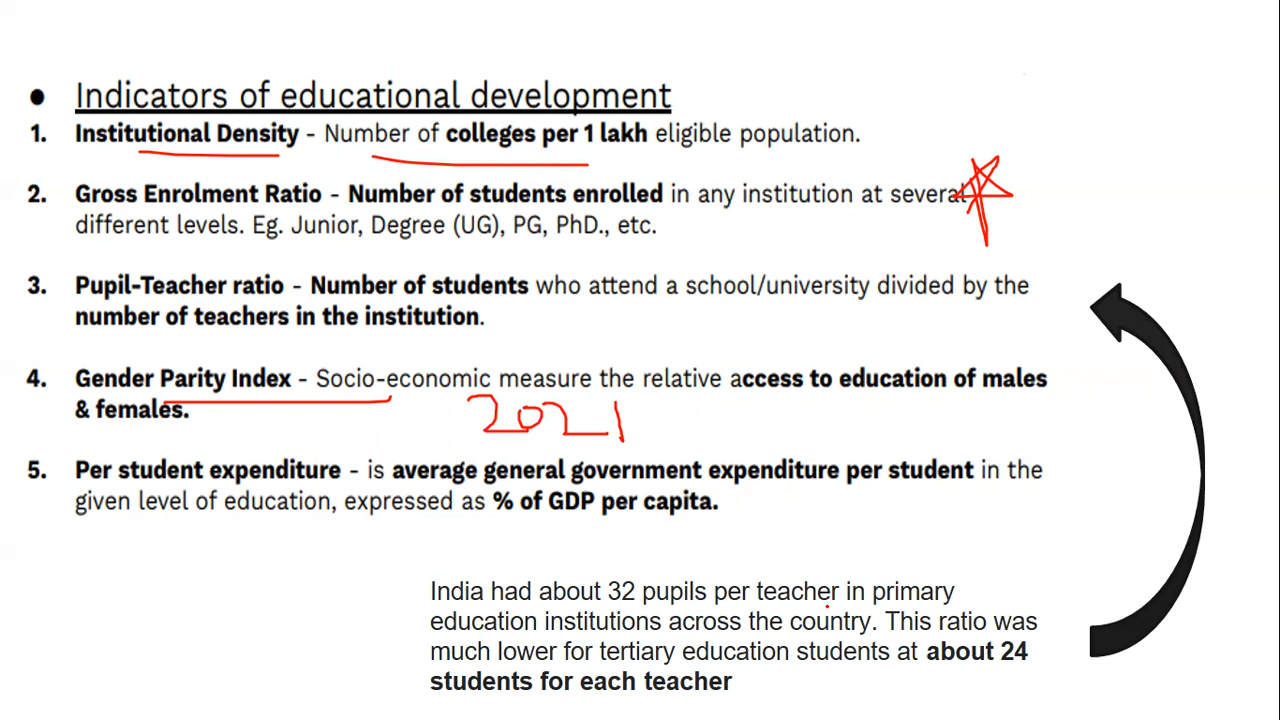 ● Indicators of educational development
1. Institutional Density - Number of colleges per 1 lakh eligible population.
2. Gross Enrolment Ratio - Number of students enrolled in any institution at several
different levels. Eg. Junior, Degree (UG), PG, PhD., etc.
3. Pupil-Teacher ratio - Number of students who attend a school/university divided by the
number of teachers in the institution.
4. Gender Parity Index - Socio-economic measure the relative access to education of males
& females.
2021
5. Per student expenditure - is average general government expenditure per student in the
given level of education, expressed as % of GDP per capita.
India had about 32 pupils per teacher in primary
education institutions across the country. This ratio was
much lower for tertiary education students at about 24
students for each teacher